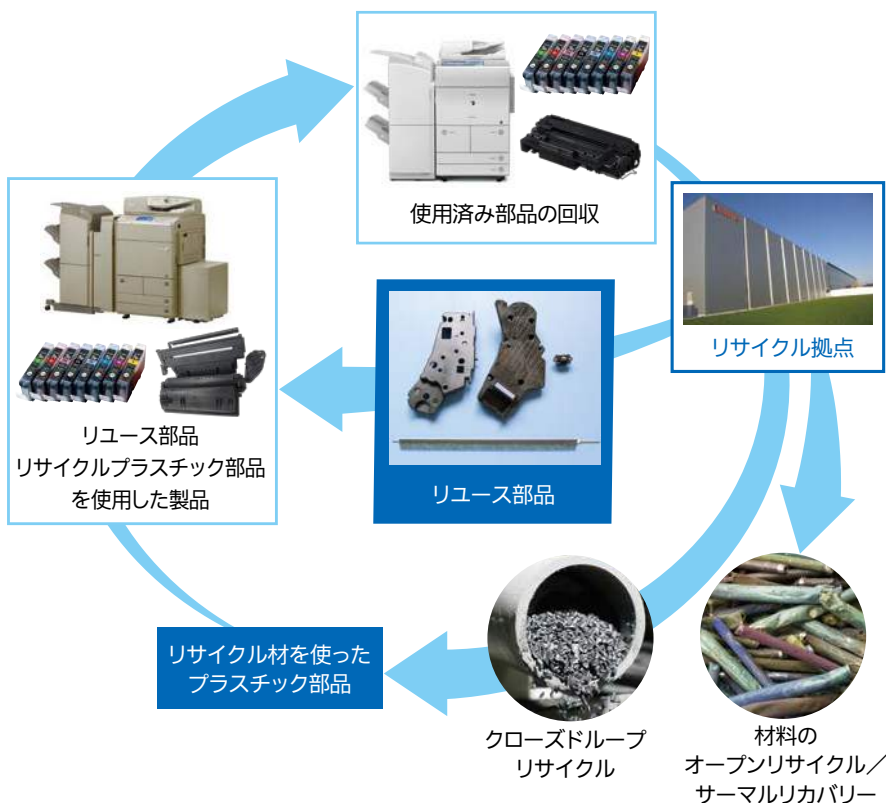 使用済み部品の回収
リサイクル拠点
リユース部品
リサイクルプラスチック部品
を使用した製品
リユース部品
リサイクル材を使った
プラスチック部品
クローズドループ
リサイクル
材料の
オープンリサイクル／
サーマルリカバリー